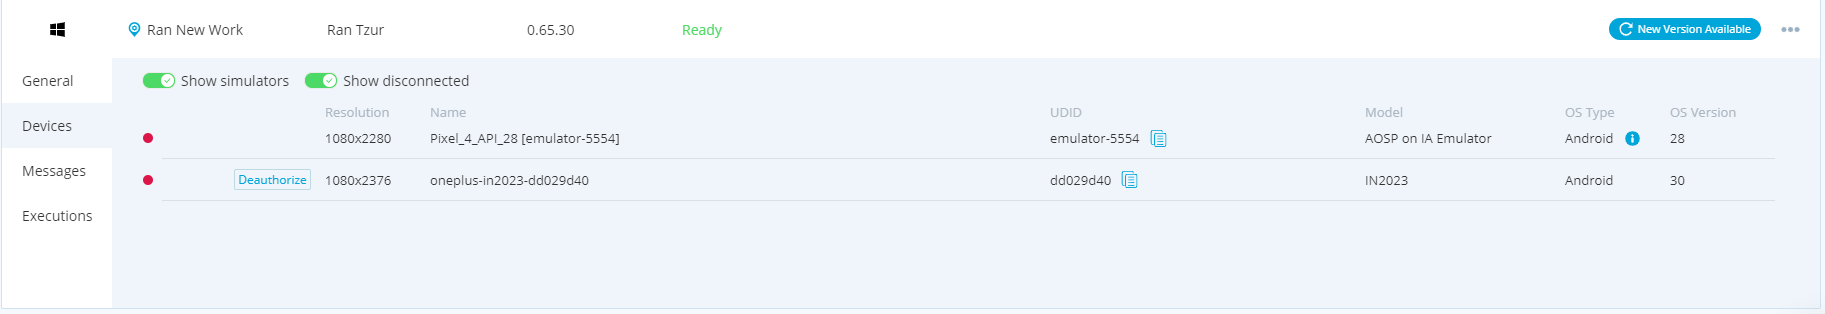 Ran New Work Ran Tzur 0.65.30 Ready New Version Available
General
Devices
Messages
Executions
Show simulators Show disconnected
Resolution Name UDID Model OS Type OS Version
1080x2280 Pixel_4_API_28 [emulator-5554] emulator-5554 AOSP on IA Emulator Android 28
Deauthorize 1080x2376 oneplus-in2023-dd029d40 dd029d40 IN2023 Android 30